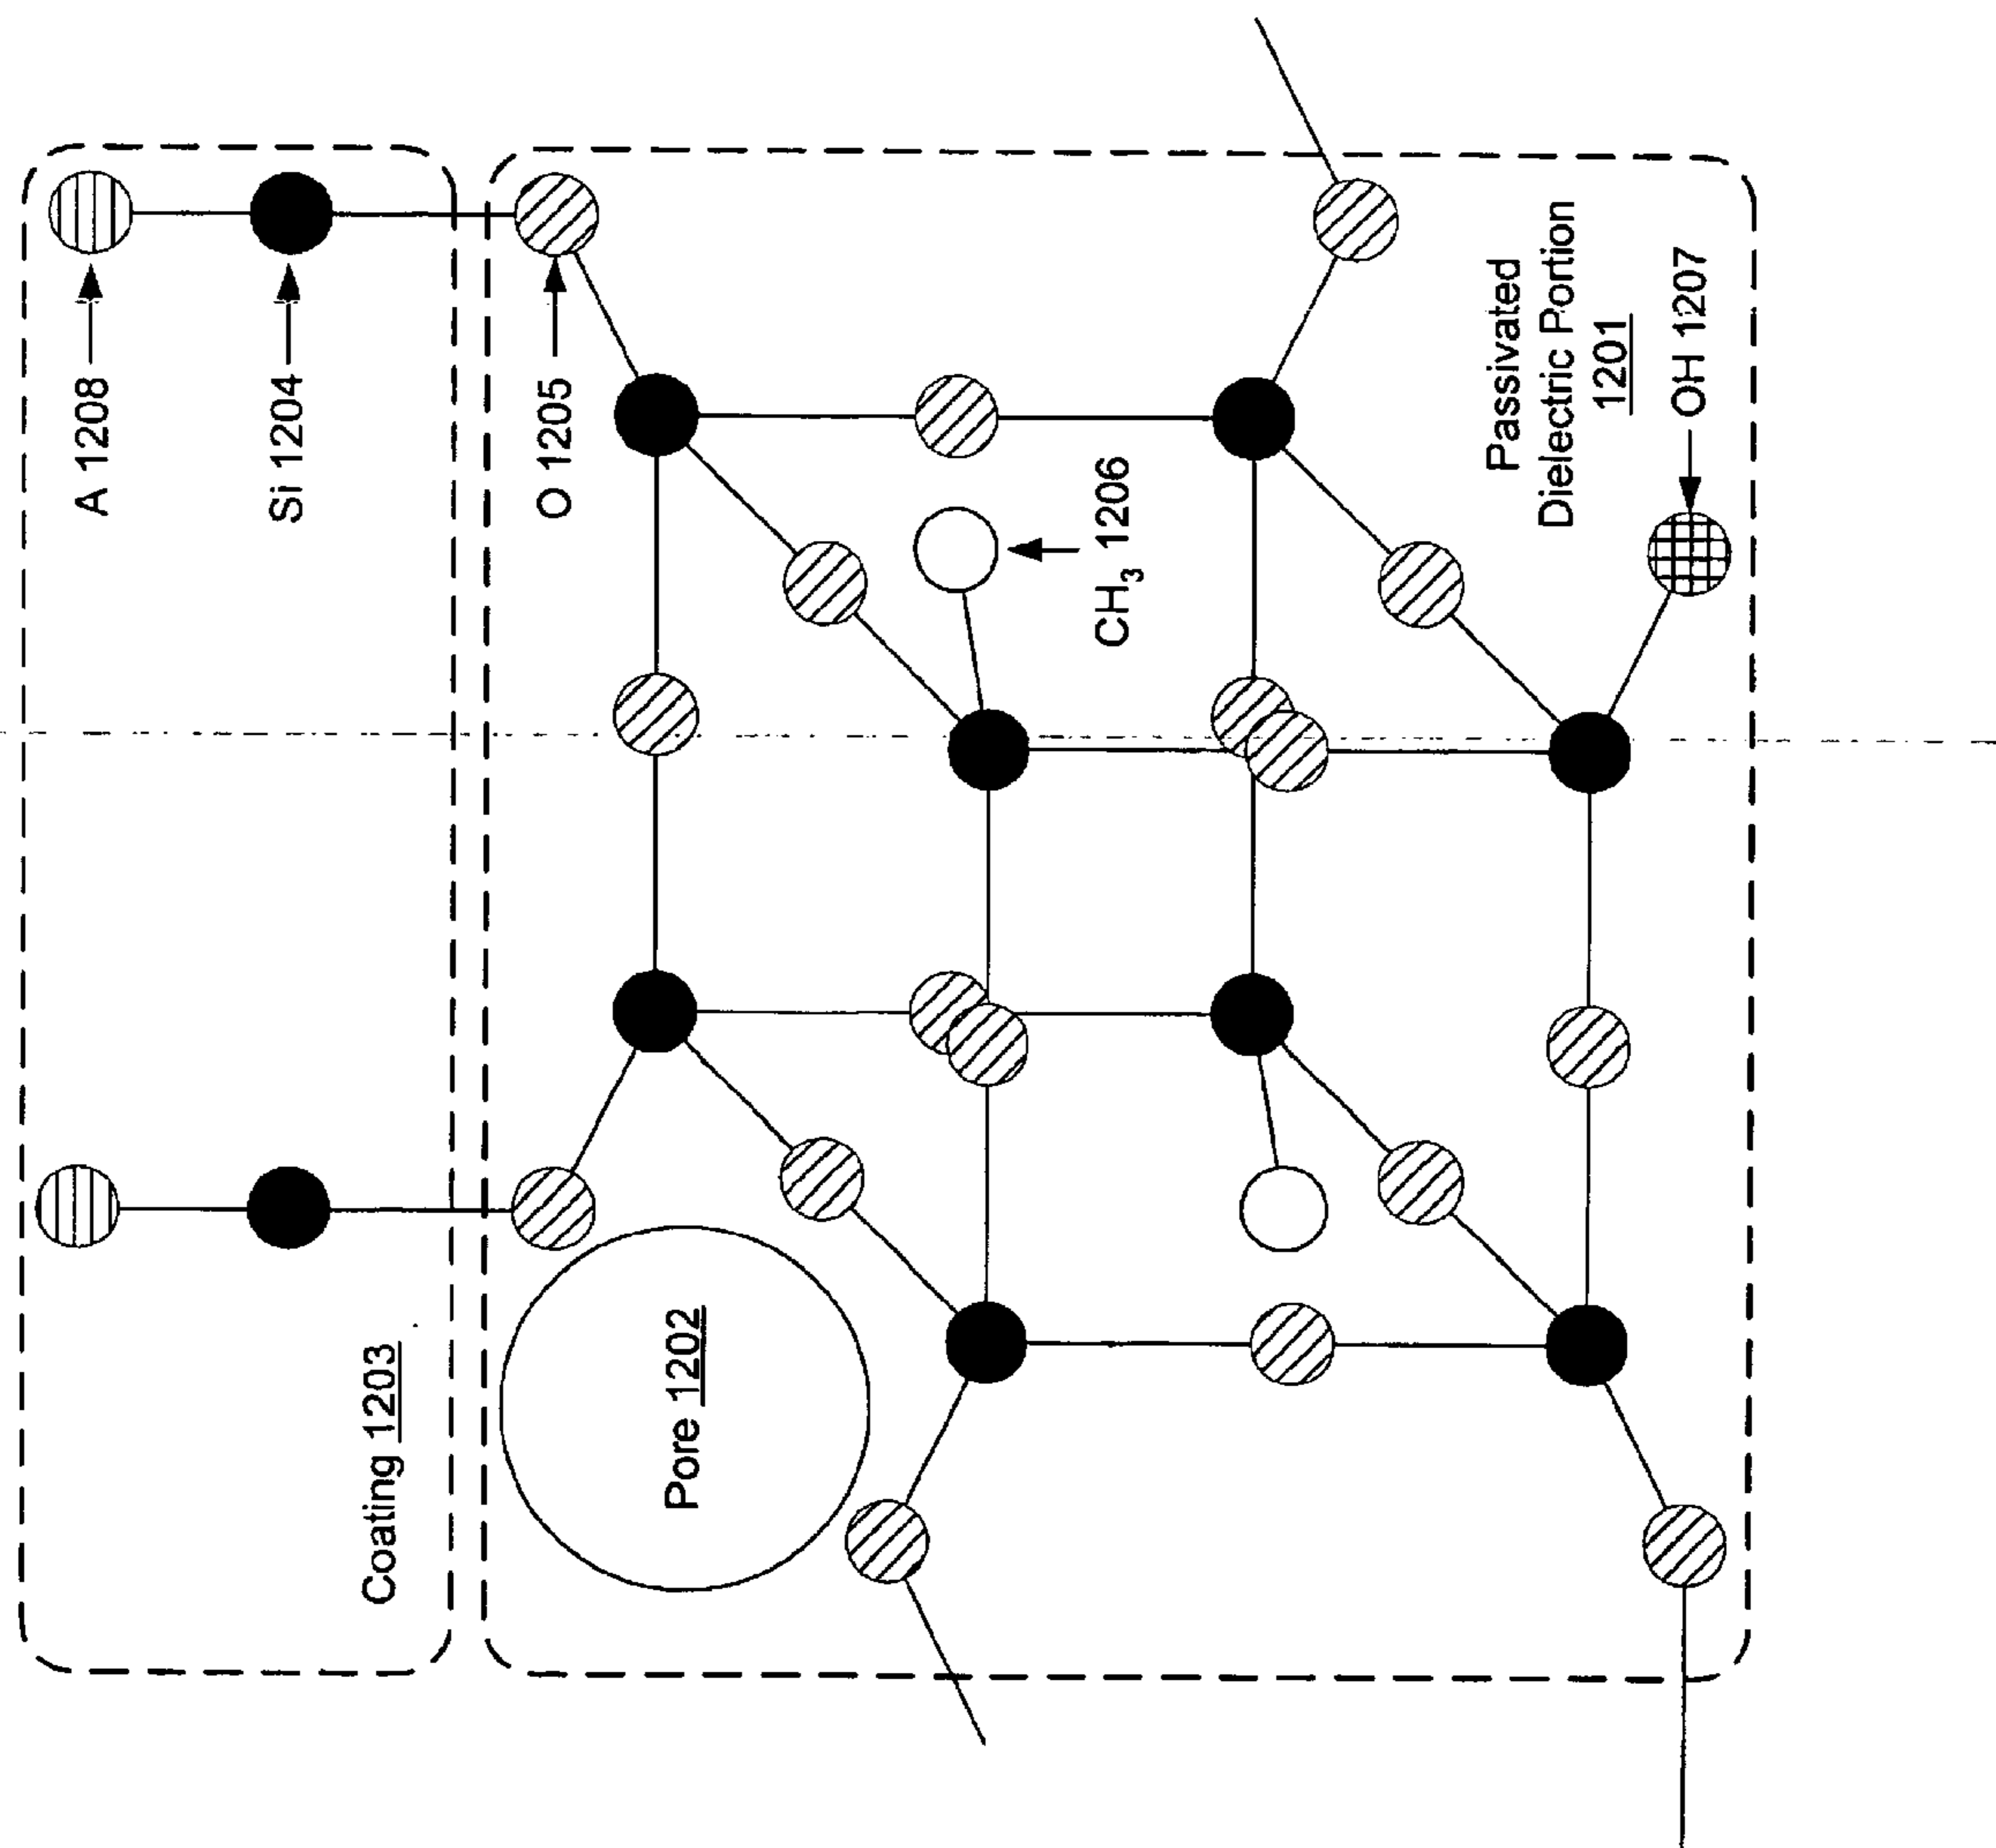 A 1208
Si 1204
O 1205
CH₃ 1206
Passivated
Dielectric Portion
1201
OH 1207
Coating 1203
Pore 1202